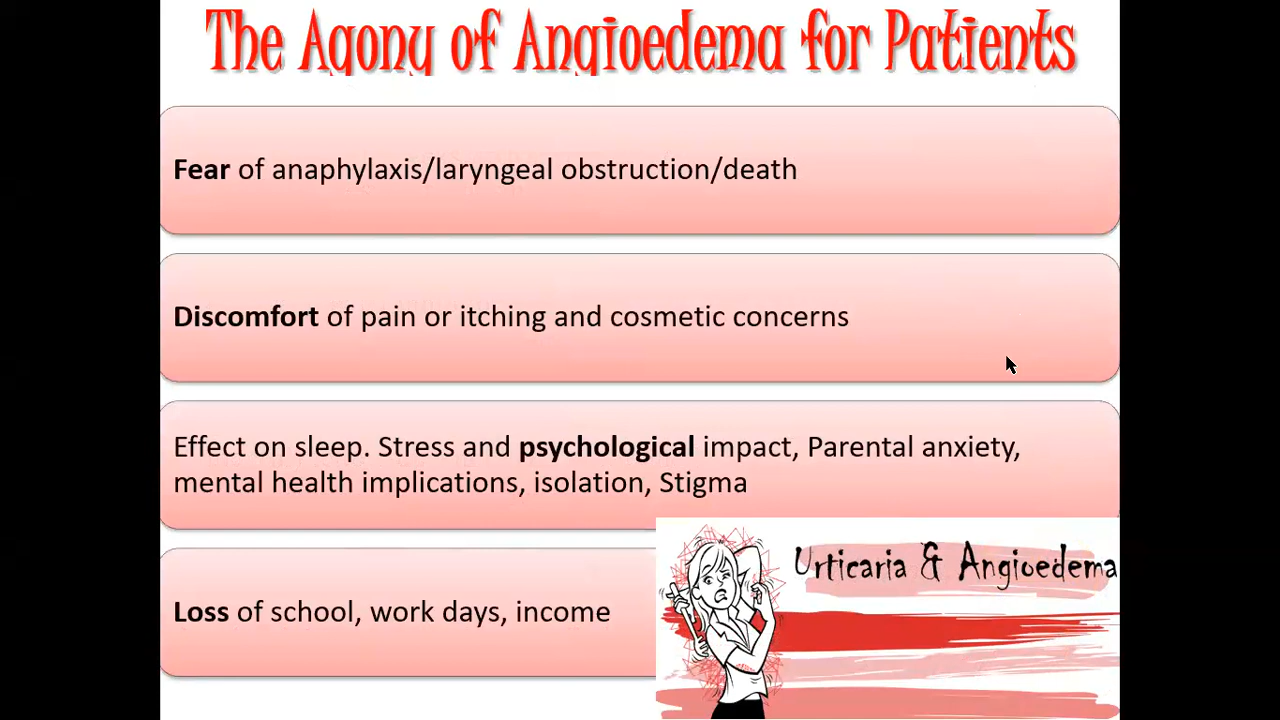 The Agony of Angioedema for Patients
Fear of anaphylaxis/laryngeal obstruction/death
Discomfort of pain or itching and cosmetic concerns
Effect on sleep. Stress and psychological impact, Parental anxiety,
mental health implications, isolation, Stigma
Loss of school, work days, income
Urticaria & Angioedema